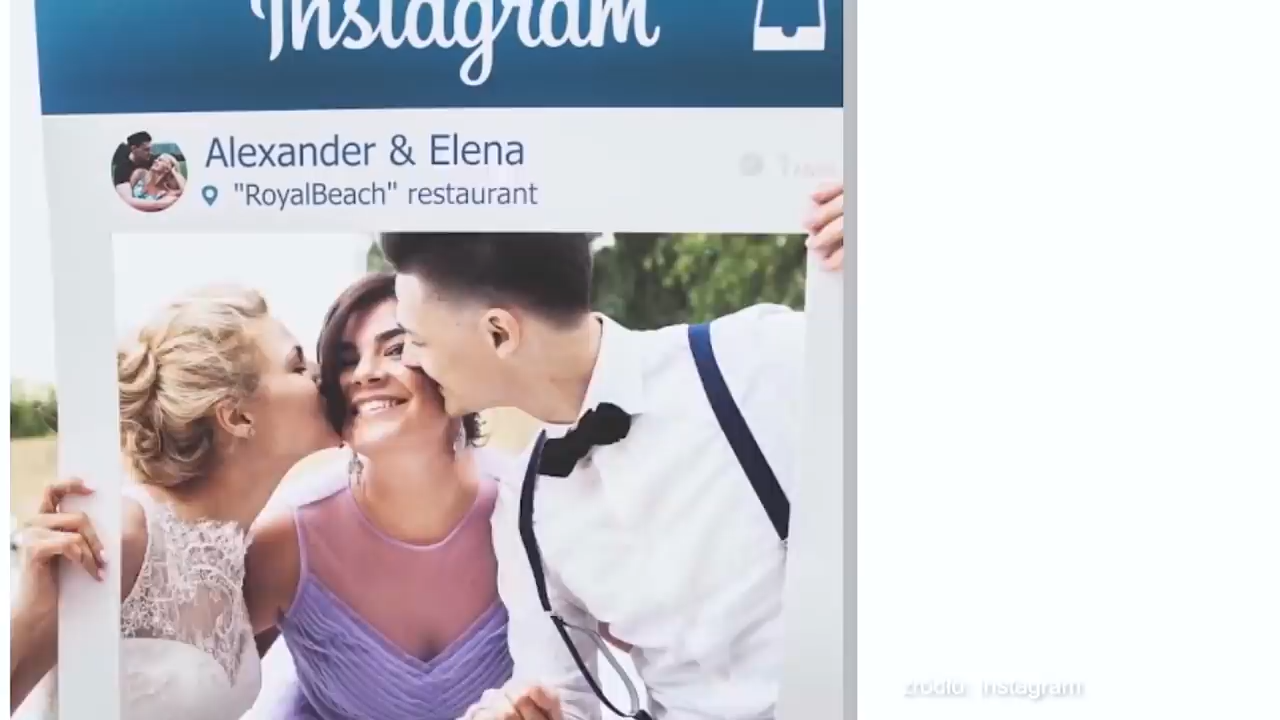 Instagram
Alexander & Elena
"RoyalBeach" restaurant
źródło: Instagram